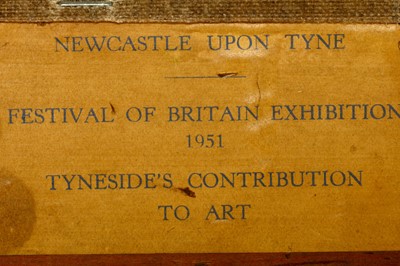 NEWCASTLE UPON TYNE
FESTIVAL OF BRITAIN EXHIBITION
1951
TYNESIDE'S CONTRIBUTION
TO ART